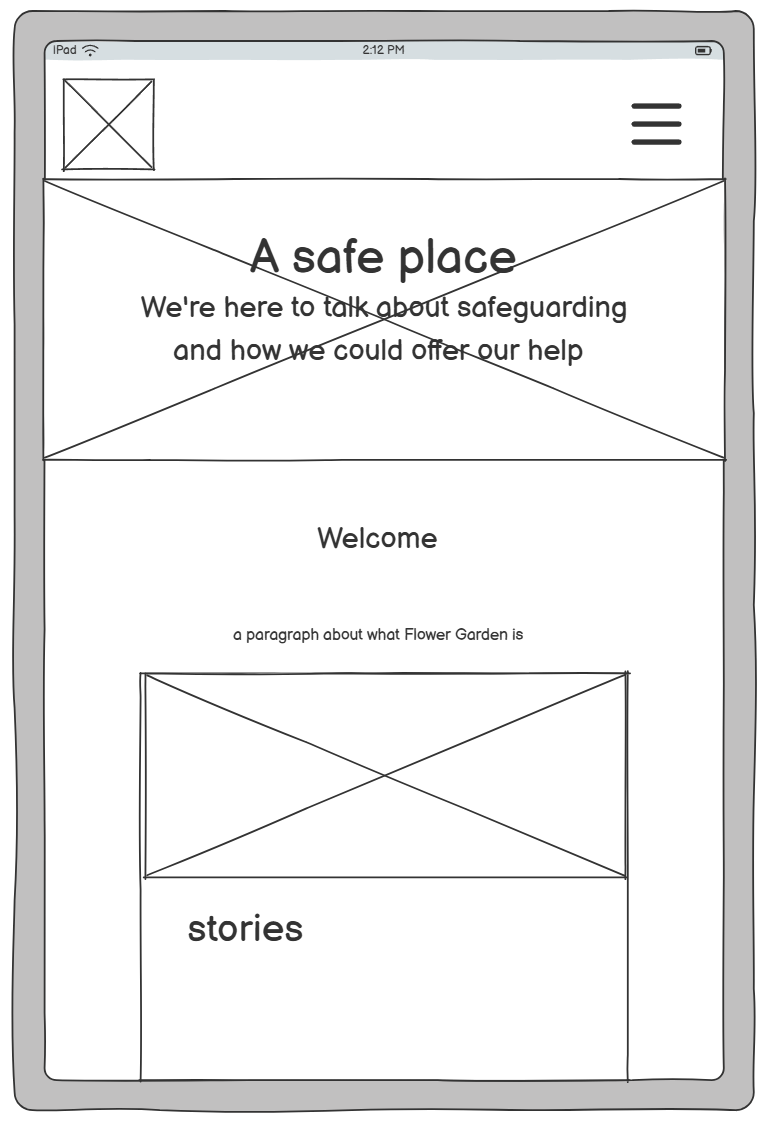 iPad 2:12 PM
A safe place
We're here to talk about safeguarding
and how we could offer our help
Welcome
a paragraph about what Flower Garden is
stories